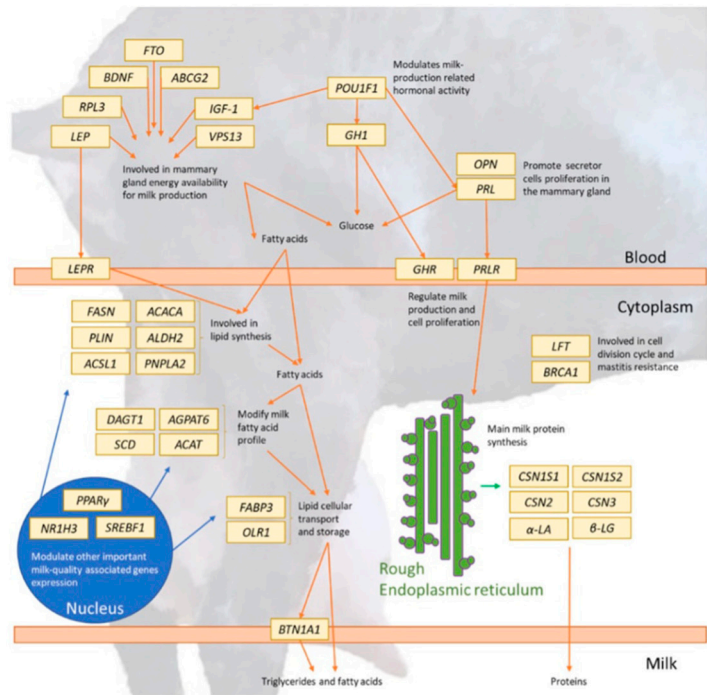 FTO
BDNF
ABCG2
RPL3
IGF-1
LEP
VPS13
Involved in mammary
gland energy availability
for milk production
POU1F1
Modulates milk-
production related
hormonal activity
GH1
OPN
PRL
Promote secretor
cells proliferation in
the mammary gland
Glucose
Fatty acids
Blood
LEPR
GHR
PRLR
Cytoplasm
Regulate milk
production and
cell proliferation
FASN
ACACA
PLIN
ALDH2
ACSL1
PNPLA2
Involved in
lipid synthesis
LFT
BRCA1
Involved in cell
division cycle and
mastitis resistance
Fatty acids
DAGT1
AGPAT6
SCD
ACAT
Modify milk
fatty acid
profile
Main milk protein
synthesis
CSN1S1
CSN1S2
CSN2
CSN3
α-LA
β-LG
PPARγ
NR1H3
SREBF1
Modulate other important
milk-quality associated genes
expression
Nucleus
FABP3
OLR1
Lipid cellular
transport
and storage
Rough
Endoplasmic reticulum
BTN1A1
Milk
Triglycerides and fatty acids
Proteins